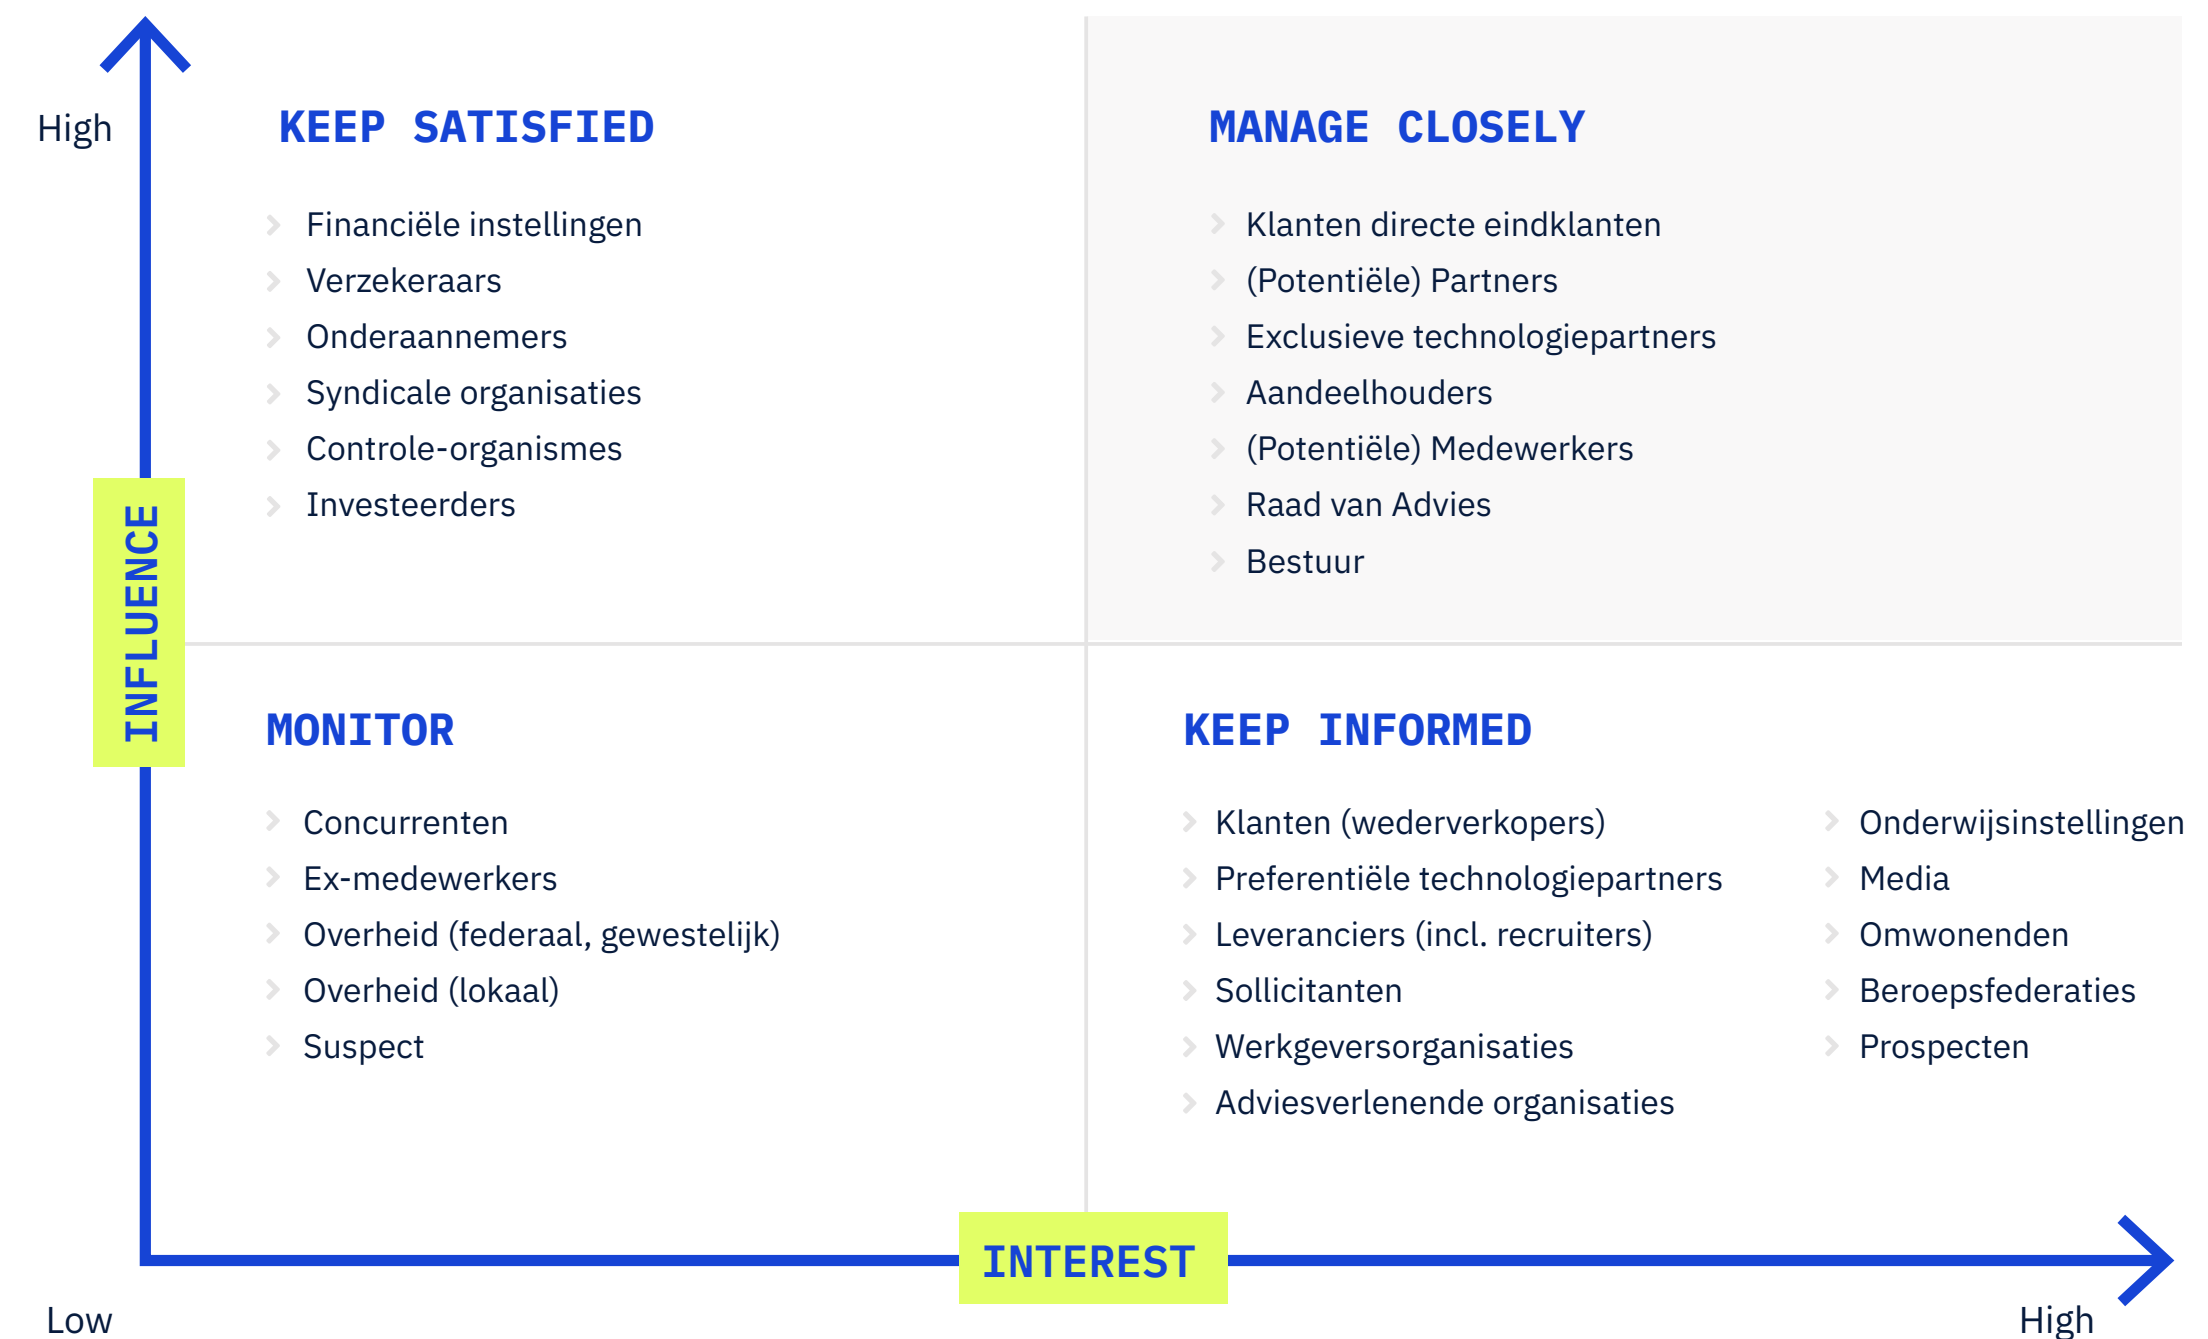 High
KEEP SATISFIED
Financiële instellingen
Verzekeraars
Onderaannemers
Syndicale organisaties
Controle-organismes
Investeerders
MANAGE CLOSELY
Klanten directe eindklanten
(Potentiële) Partners
Exclusieve technologiepartners
Aandeelhouders
(Potentiële) Medewerkers
Raad van Advies
Bestuur
INFLUENCE
MONITOR
Concurrenten
Ex-medewerkers
Overheid (federaal, gewestelijk)
Overheid (lokaal)
Suspect
KEEP INFORMED
Klanten (wederverkopers)
Preferentiële technologiepartners
Leveranciers (incl. recruiters)
Sollicitanten
Werkgeversorganisaties
Adviesverlenende organisaties
Onderwijsinstellingen
Media
Omwonenden
Beroepsfederaties
Prospecten
INTEREST
Low
High